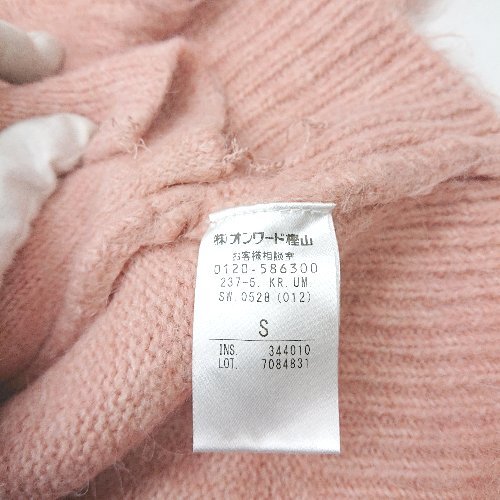 ㈱オンワード樫山
お客様相談室
0120-586300
237-5. KR. UM
SW. 0528 (012)
S
INS. 344010
LOT. 7084831